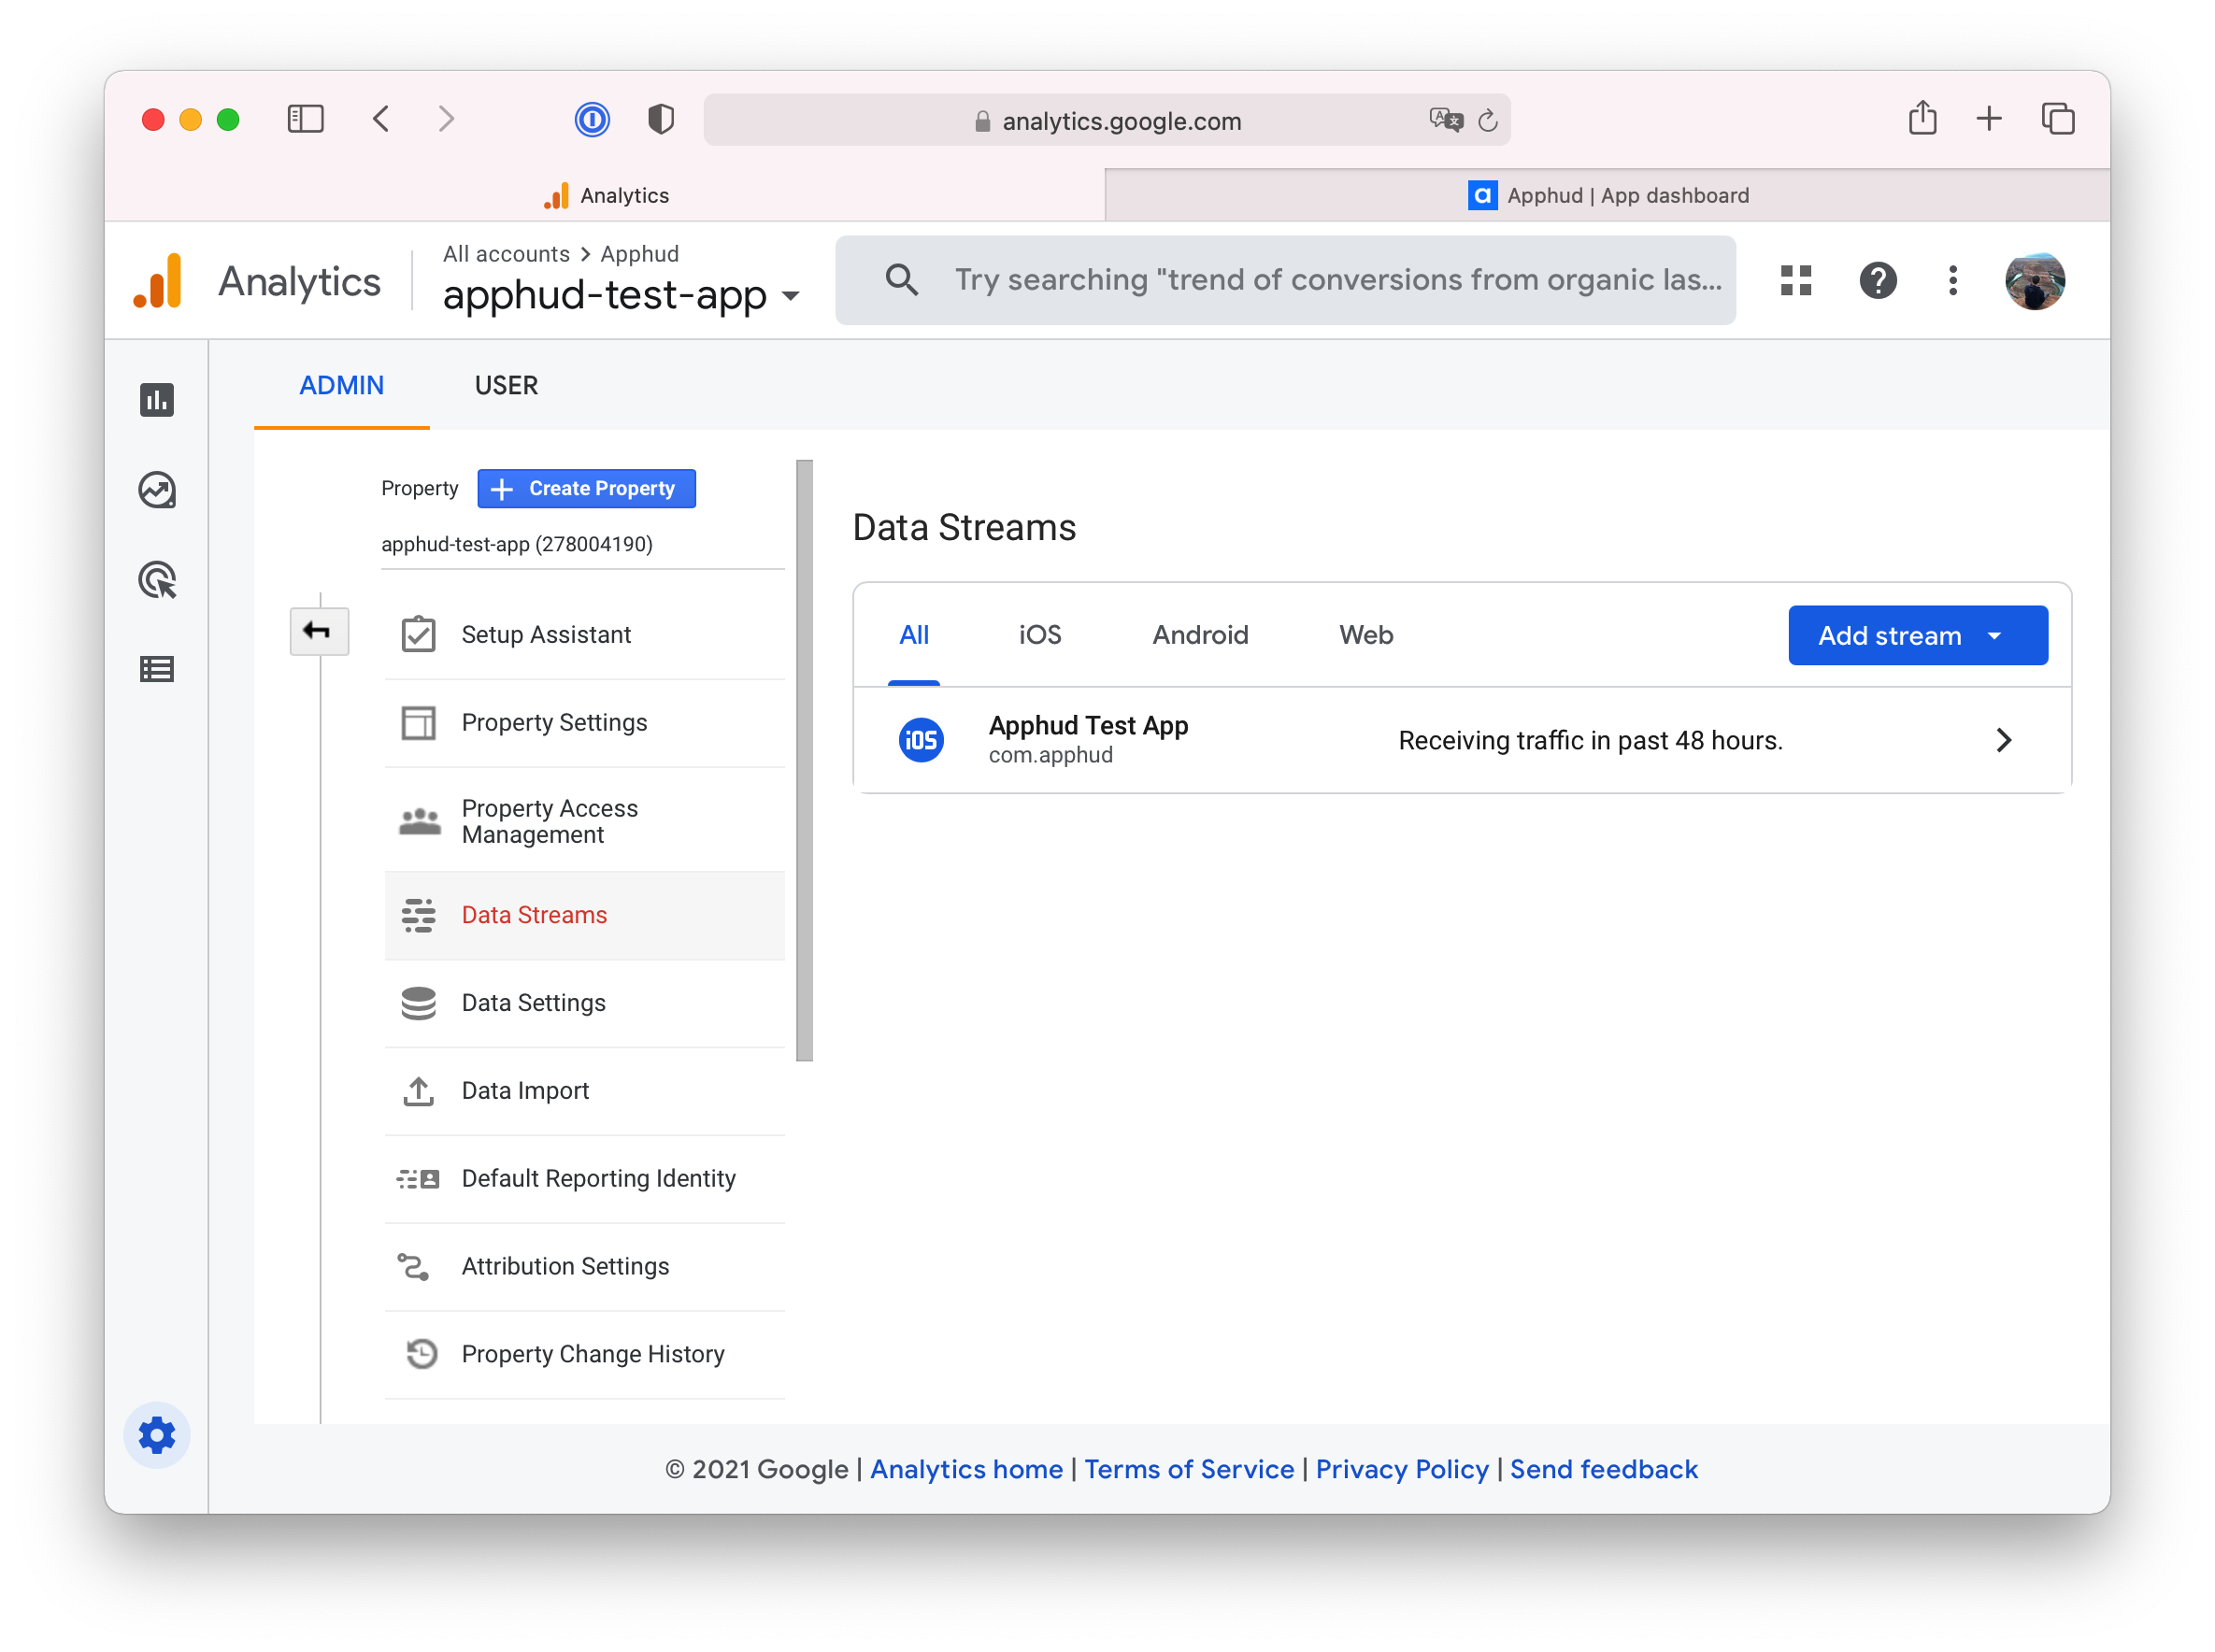 analytics.google.com
Analytics
Apphud | App dashboard
Analytics
All accounts > Apphud
apphud-test-app
Try searching "trend of conversions from organic las...
ADMIN
USER
Property
Create Property
apphud-test-app (278004190)
Setup Assistant
Property Settings
Property Access
Management
Data Streams
Data Settings
Data Import
Default Reporting Identity
Attribution Settings
Property Change History
Data Streams
All
iOS
Android
Web
Add stream
iOS
Apphud Test App
com.apphud
Receiving traffic in past 48 hours.
© 2021 Google | Analytics home | Terms of Service | Privacy Policy | Send feedback